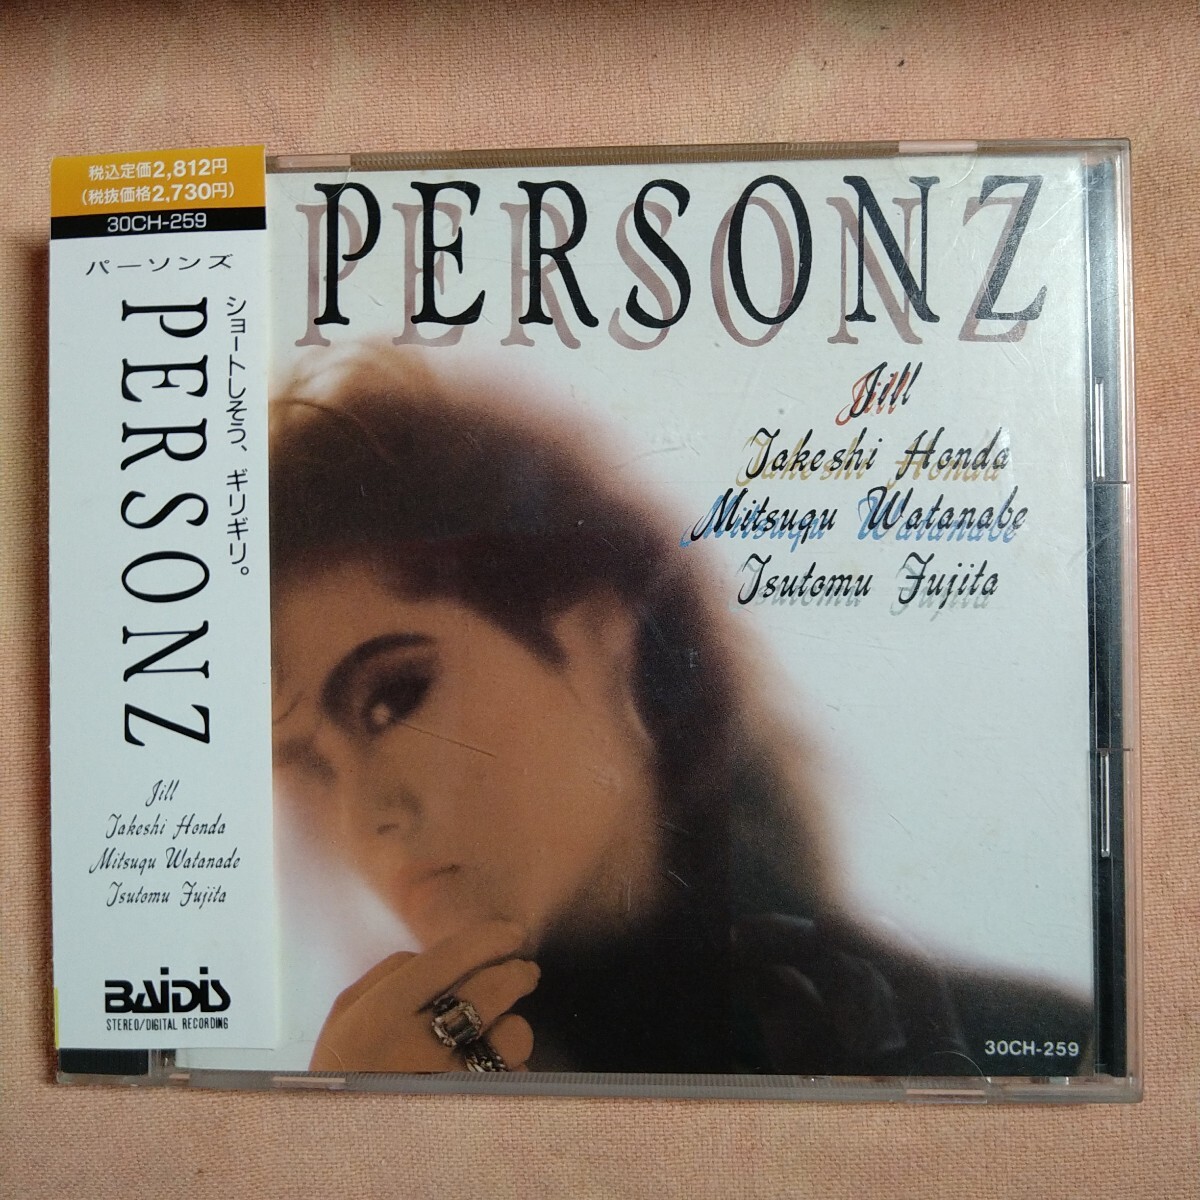 税込定価2,812円
(税抜価格2,730円)
30CH-259
パーソンズ
PERSONZ
ショートしそう、ギリギリ。
Jill
Takeshi Honda
Mitsugu Watanade
Tsutomu Fujita
BAiDiS
STEREO/DIGITAL RECORDING
PERSONZ
Jill
Takeshi Honda
Mitsugu Watanabe
Tsutomu Fujita
30CH-259